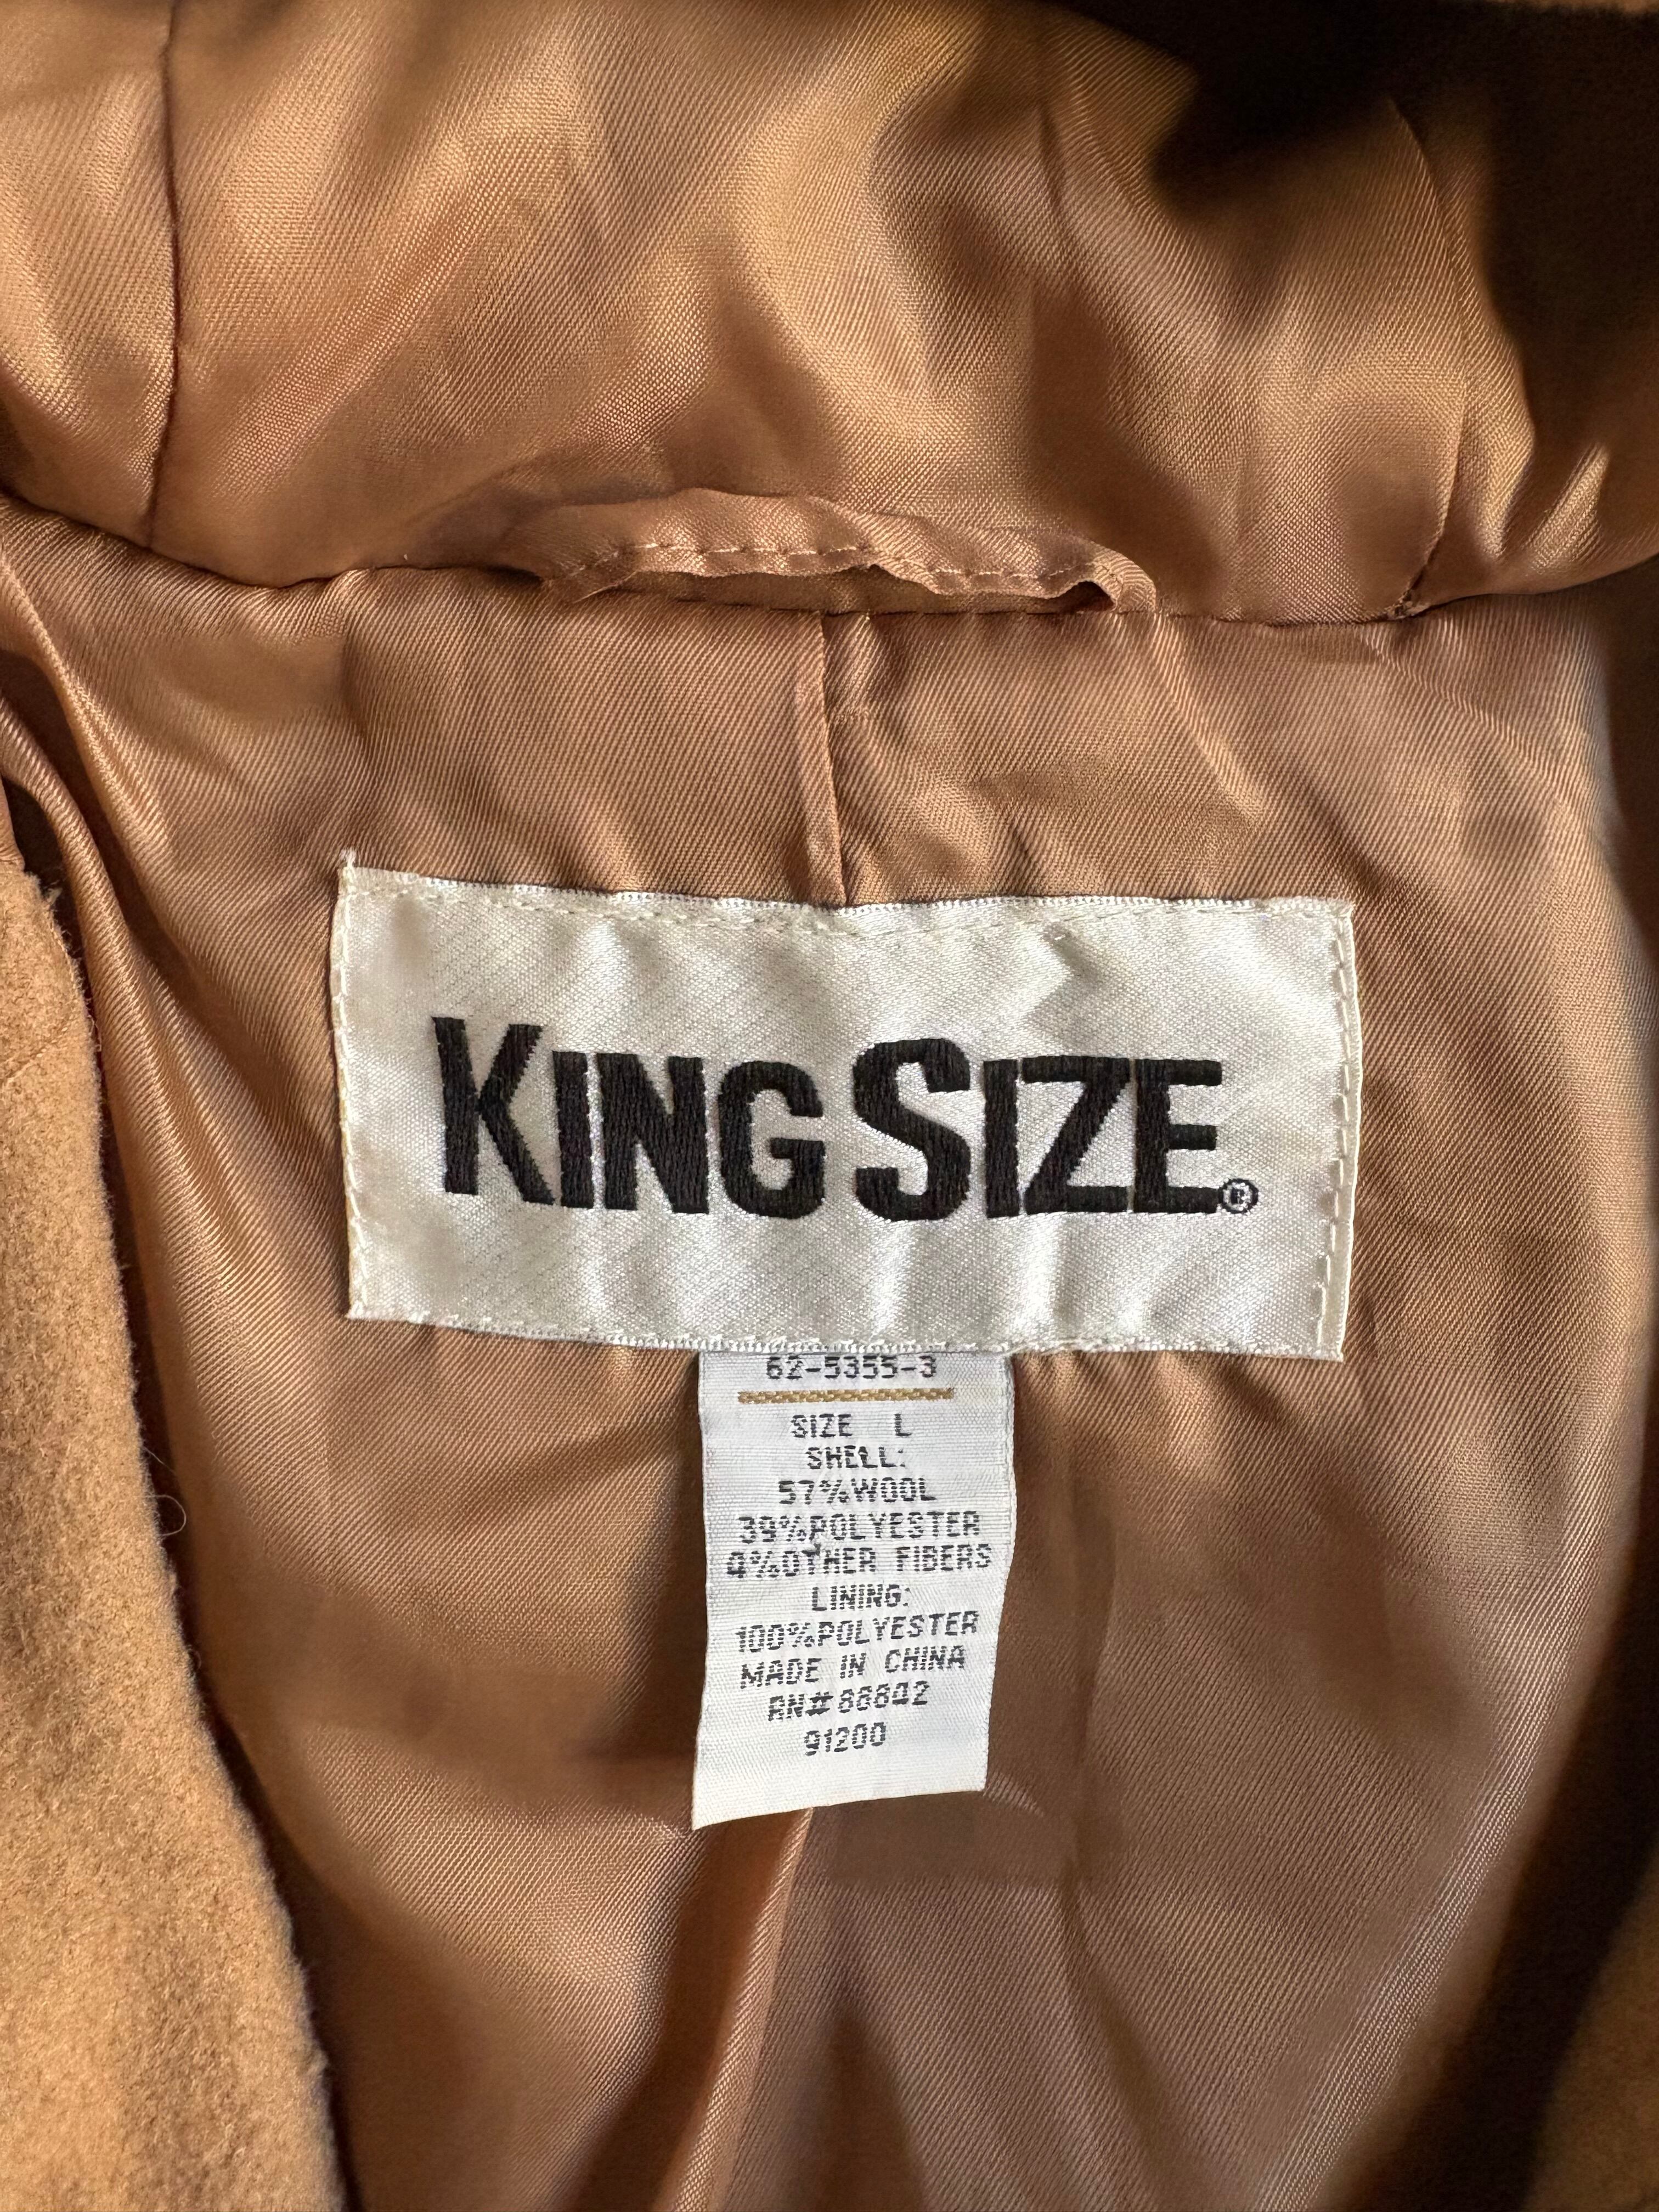 KING SIZE®
62-5355-3
SIZE L
SHELL:
57%WOOL
39%POLYESTER
4%OTHER FIBERS
LINING:
100%POLYESTER
MADE IN CHINA
RN#88842
91200